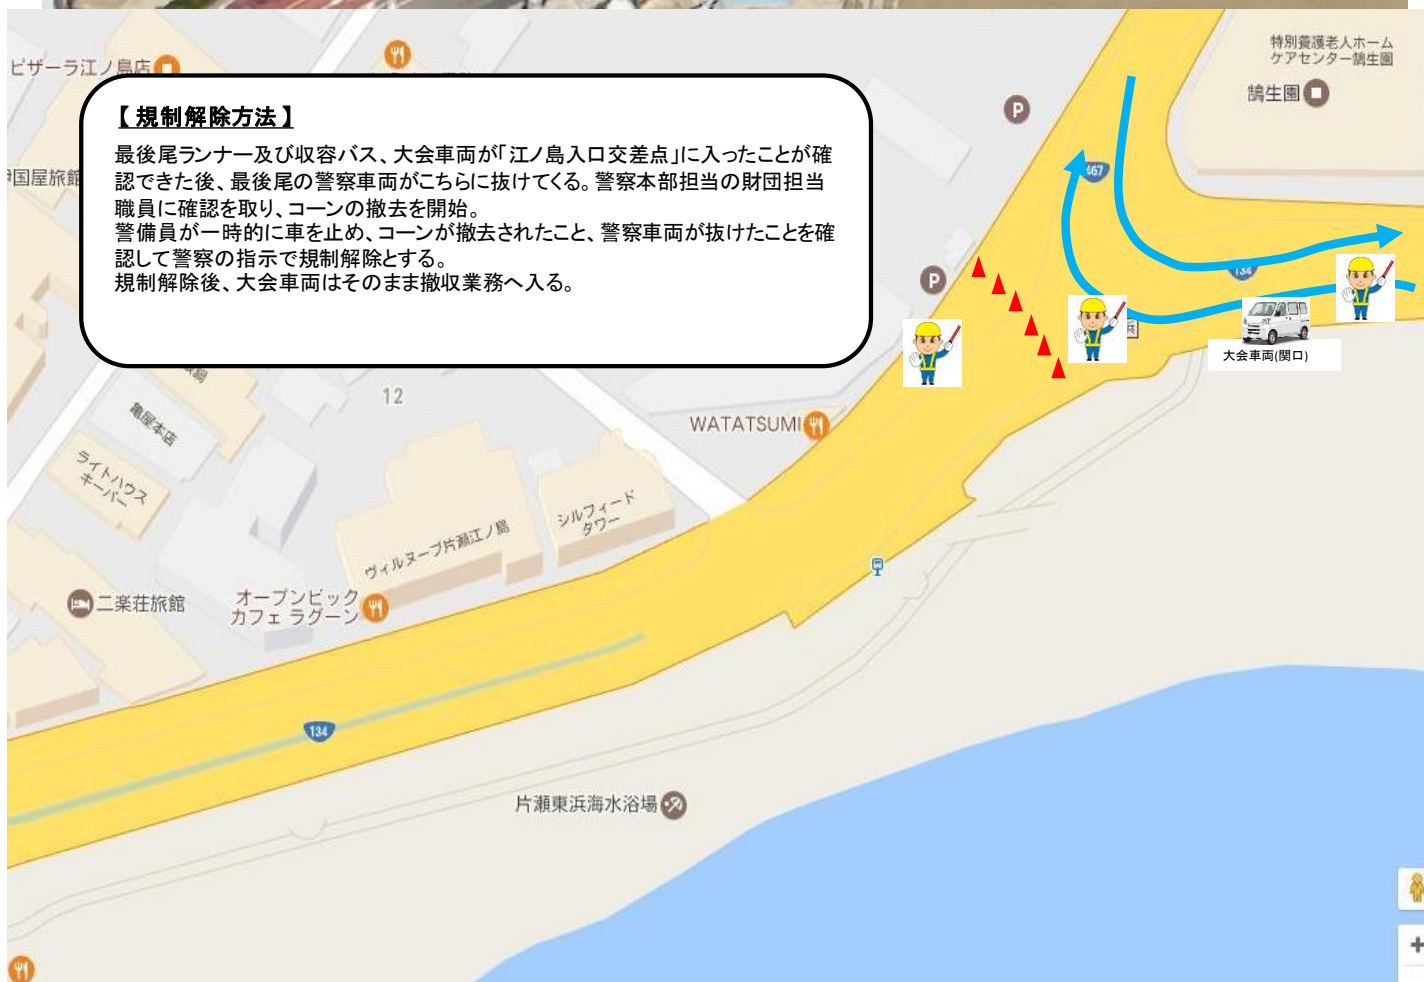 ピザーラ江ノ島店
特別養護老人ホーム
ケアセンター鵠生園
鵠生園
P
【 規制解除方法 】
最後尾ランナー及び収容バス、大会車両が「江ノ島入口交差点」に入ったことが確
認できた後、最後尾の警察車両がこちらに抜けてくる。警察本部担当の財団担当
職員に確認を取り、コーンの撤去を開始。
警備員が一時的に車を止め、コーンが撤去されたこと、警察車両が抜けたことを確
認して警察の指示で規制解除とする。
規制解除後、大会車両はそのまま撤収業務へ入る。
国屋旅館
467
134
P
浜
大会車両(関口)
12
亀屋本店
WATATSUMI
ライトハウス
キーパー
シルフィード
タワー
ヴィルヌーブ片瀬江ノ島
二楽荘旅館
オーブンビック
カフェ ラグーン
134
片瀬東浜海水浴場
+